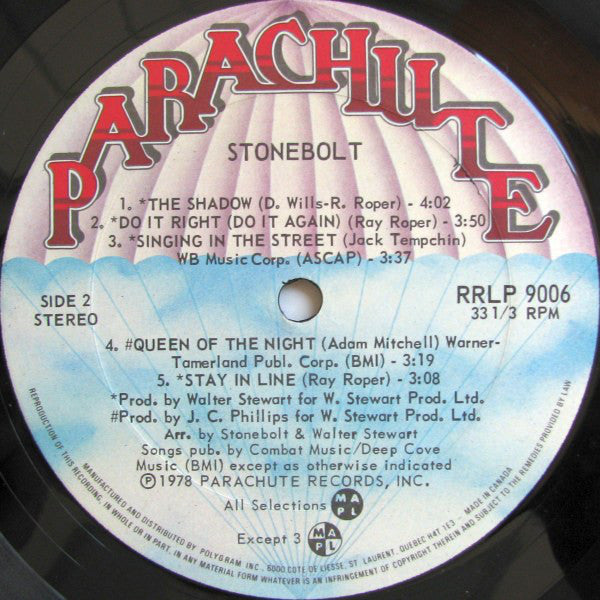 PARACHUTE
STONEBOLT
1. *THE SHADOW (D. Wills-R. Roper) - 4:02
2. *DO IT RIGHT (DO IT AGAIN) (Ray Roper) - 3:50
3. *SINGING IN THE STREET (Jack Tempchin)
WB Music Corp. (ASCAP) - 3:37
SIDE 2
STEREO
RRLP 9006
33 1/3 RPM
4. #QUEEN OF THE NIGHT (Adam Mitchell) Warner-
Tamerland Publ. Corp. (BMI) - 3:19
5. *STAY IN LINE (Ray Roper) - 3:08
*Prod. by Walter Stewart for W. Stewart Prod. Ltd.
#Prod. by J. C. Phillips for W. Stewart Prod. Ltd.
Arr. by Stonebolt & Walter Stewart
Songs pub. by Combat Music/Deep Cove
Music (BMI) except as otherwise indicated
Ⓟ©1978 PARACHUTE RECORDS, INC.
All Selections MAPL
Except 3 MAPL
REPRODUCTION OF THIS RECORDING, IN WHOLE OR IN PART, IN ANY MATERIAL FORM WHATEVER IS AN INFRINGEMENT OF COPYRIGHT THEREIN AND SUBJECT TO THE REMEDIES PROVIDED BY LAW
MANUFACTURED AND DISTRIBUTED BY POLYGRAM INC. 6000 COTE DE LIESSE, ST. LAURENT, QUEBEC H4T 1E3 - MADE IN CANADA